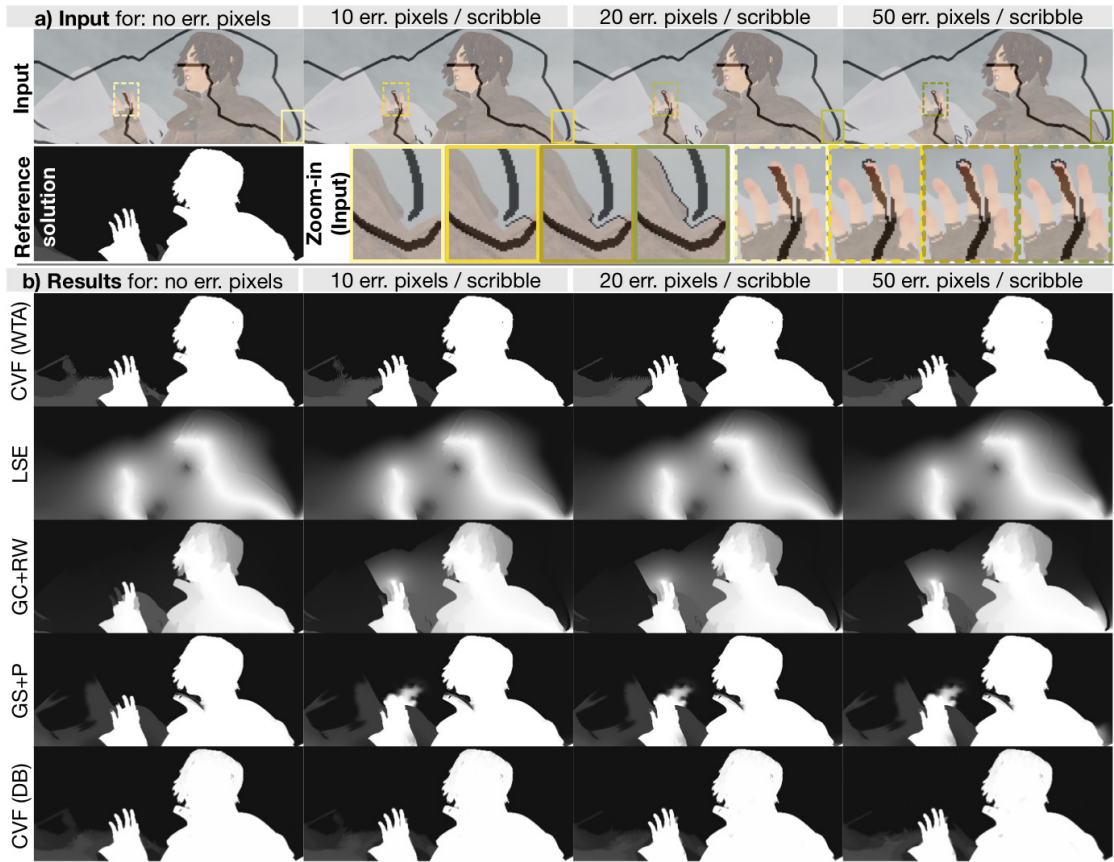 a) Input for: no err. pixels
10 err. pixels / scribble
20 err. pixels / scribble
50 err. pixels / scribble
Input
Reference
solution
Zoom-in
(Input)
b) Results for: no err. pixels
10 err. pixels / scribble
20 err. pixels / scribble
50 err. pixels / scribble
CVF (WTA)
LSE
GC+RW
GS+P
CVF (DB)